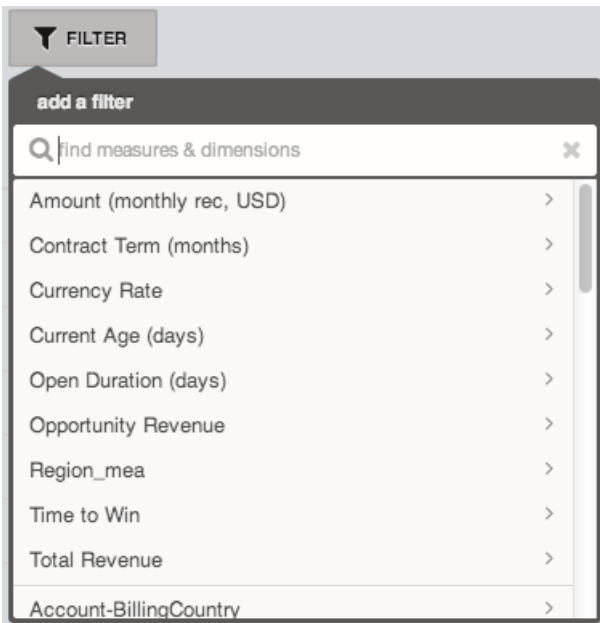 FILTER
add a filter
find measures & dimensions
Amount (monthly rec, USD)
Contract Term (months)
Currency Rate
Current Age (days)
Open Duration (days)
Opportunity Revenue
Region_mea
Time to Win
Total Revenue
Account-BillingCountry